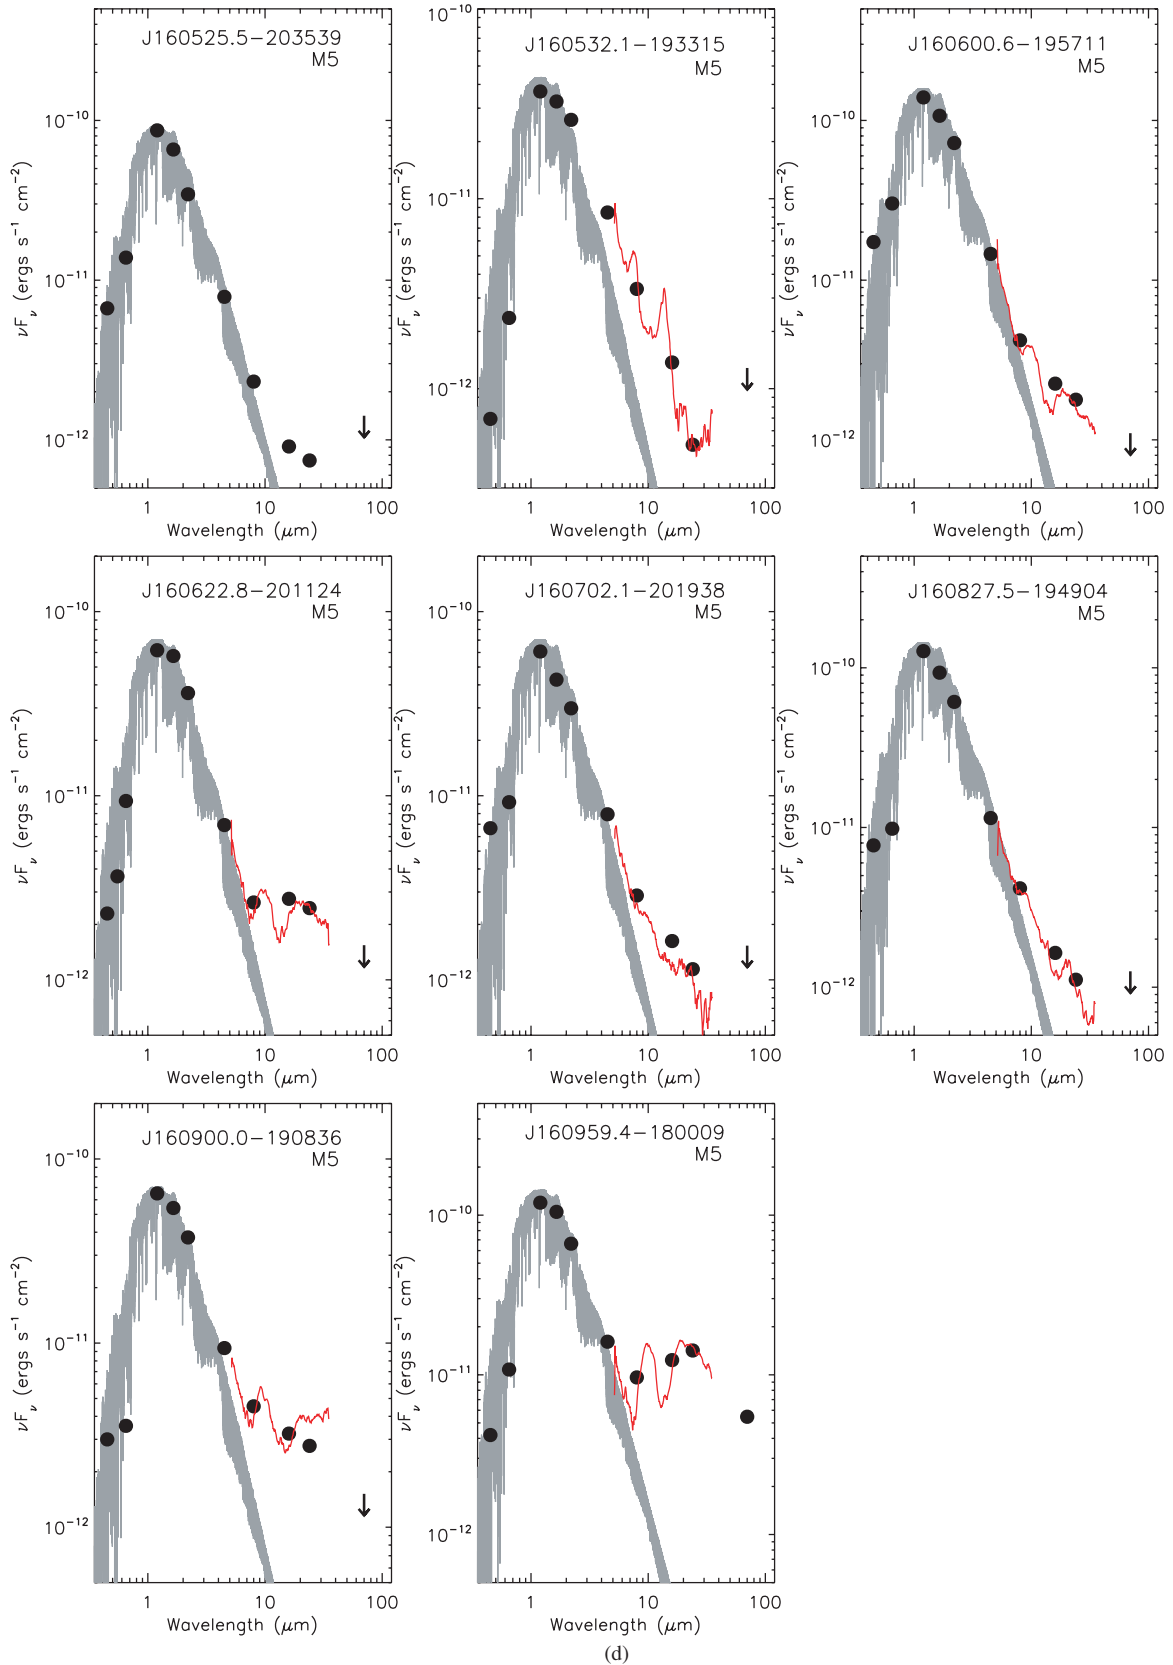 J160525.5−203539
M5
10⁻¹⁰
10⁻¹¹
10⁻¹²
νFν (ergs s⁻¹ cm⁻²)
1 10 100
Wavelength (μm)
J160532.1−193315
M5
10⁻¹⁰
10⁻¹¹
10⁻¹²
νFν (ergs s⁻¹ cm⁻²)
1 10 100
Wavelength (μm)
J160600.6−195711
M5
10⁻¹⁰
10⁻¹¹
10⁻¹²
νFν (ergs s⁻¹ cm⁻²)
1 10 100
Wavelength (μm)
J160622.8−201124
M5
10⁻¹⁰
10⁻¹¹
10⁻¹²
νFν (ergs s⁻¹ cm⁻²)
1 10 100
Wavelength (μm)
J160702.1−201938
M5
10⁻¹⁰
10⁻¹¹
10⁻¹²
νFν (ergs s⁻¹ cm⁻²)
1 10 100
Wavelength (μm)
J160827.5−194904
M5
10⁻¹⁰
10⁻¹¹
10⁻¹²
νFν (ergs s⁻¹ cm⁻²)
1 10 100
Wavelength (μm)
J160900.0−190836
M5
10⁻¹⁰
10⁻¹¹
10⁻¹²
νFν (ergs s⁻¹ cm⁻²)
1 10 100
Wavelength (μm)
J160959.4−180009
M5
10⁻¹⁰
10⁻¹¹
10⁻¹²
νFν (ergs s⁻¹ cm⁻²)
1 10 100
Wavelength (μm)
(d)